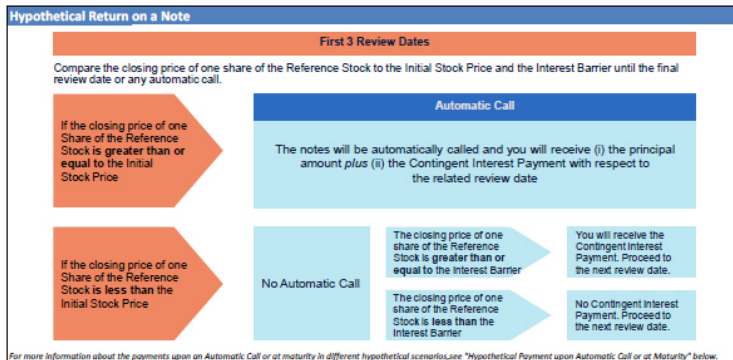 Hypothetical Return on a Note
First 3 Review Dates
Compare the closing price of one share of the Reference Stock to the Initial Stock Price and the Interest Barrier until the final
review date or any automatic call.
If the closing price of one
Share of the Reference
Stock is greater than or
equal to the Initial
Stock Price
Automatic Call
The notes will be automatically called and you will receive (i) the principal
amount plus (ii) the Contingent Interest Payment with respect to
the related review date
If the closing price of one
Share of the Reference
Stock is less than the
Initial Stock Price
No Automatic Call
The closing price of one
share of the Reference
Stock is greater than or
equal to the Interest Barrier
You will receive the
Contingent Interest
Payment. Proceed to
the next review date.
The closing price of one
share of the Reference
Stock is less than the
Interest Barrier
No Contingent Interest
Payment. Proceed to
the next review date.
For more information about the payments upon an Automatic Call or at maturity in different hypothetical scenarios,see "Hypothetical Payment upon Automatic Call or at Maturity" below.